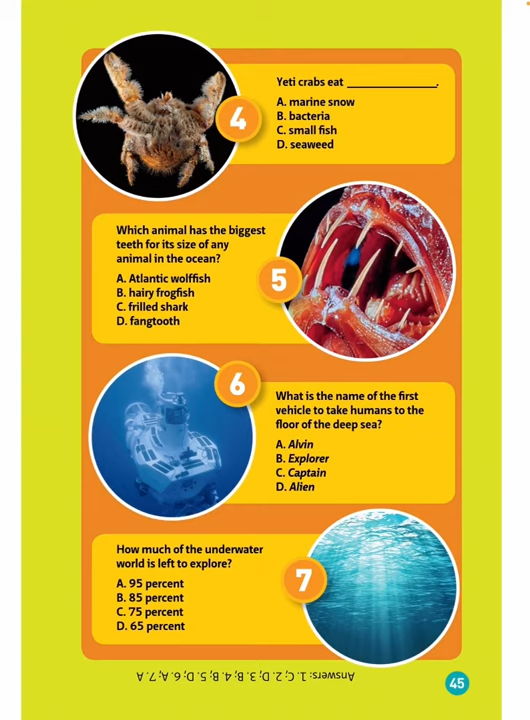 4
Yeti crabs eat _______________.
A. marine snow
B. bacteria
C. small fish
D. seaweed
Which animal has the biggest
teeth for its size of any
animal in the ocean?
A. Atlantic wolffish
B. hairy frogfish
C. frilled shark
D. fangtooth
5
6
What is the name of the first
vehicle to take humans to the
floor of the deep sea?
A. Alvin
B. Explorer
C. Captain
D. Alien
How much of the underwater
world is left to explore?
A. 95 percent
B. 85 percent
C. 75 percent
D. 65 percent
7
Answers: 1. C; 2. D; 3. B; 4. B; 5. D; 6. A; 7. A
45